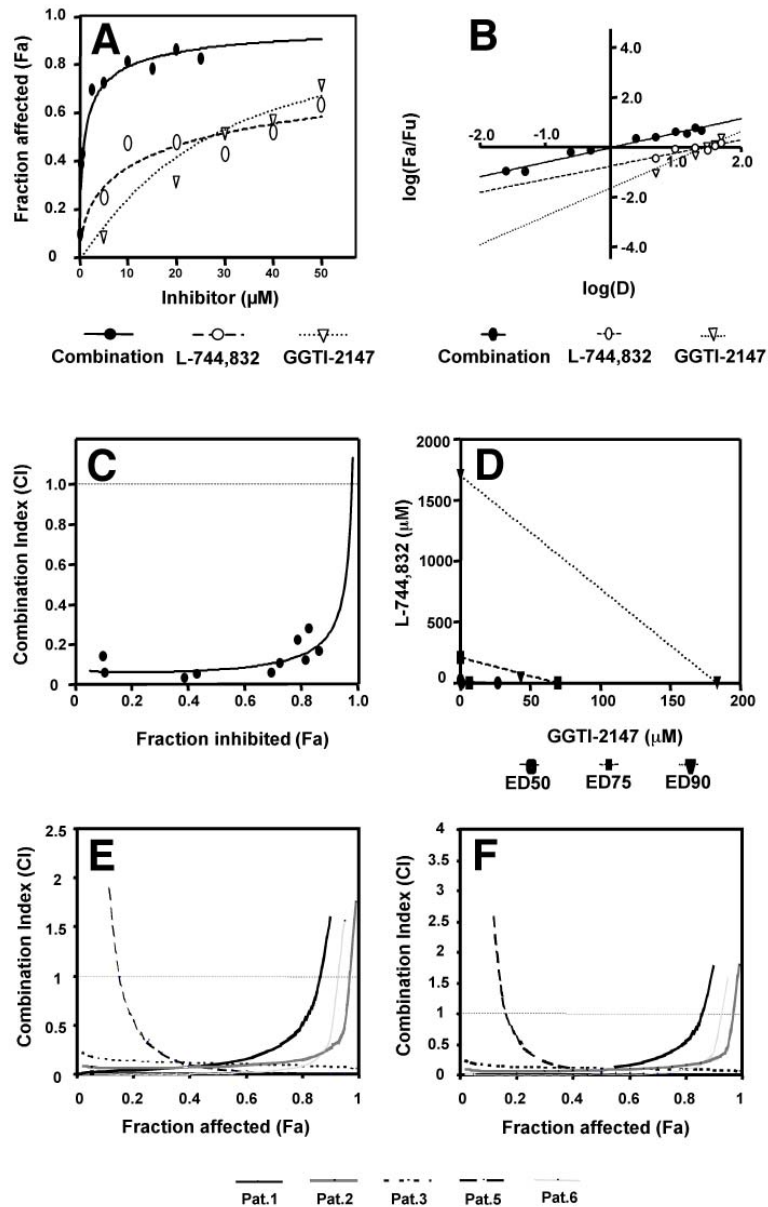 A
Fraction affected (Fa)
1.0
0.8
0.6
0.4
0.2
0
0 10 20 30 40 50
Inhibitor (µM)
Combination L-744,832 GGTI-2147
B
log(Fa/Fu)
4.0
2.0
-2.0 -1.0 1.0 2.0
-2.0
-4.0
log(D)
Combination L-744,832 GGTI-2147
C
Combination Index (CI)
1.0
0.8
0.6
0.4
0.2
0
0 0.2 0.4 0.6 0.8 1.0
Fraction inhibited (Fa)
D
L-744,832 (µM)
2000
1500
1000
500
0
0 50 100 150 200
GGTI-2147 (µM)
ED50 ED75 ED90
E
Combination Index (CI)
2.5
2
1.5
1
0.5
0
0 0.2 0.4 0.6 0.8 1
Fraction affected (Fa)
F
Combination Index (CI)
4
3.5
3
2.5
2
1.5
1
0.5
0
0 0.2 0.4 0.6 0.8 1
Fraction affected (Fa)
Pat.1 Pat.2 Pat.3 Pat.5 Pat.6